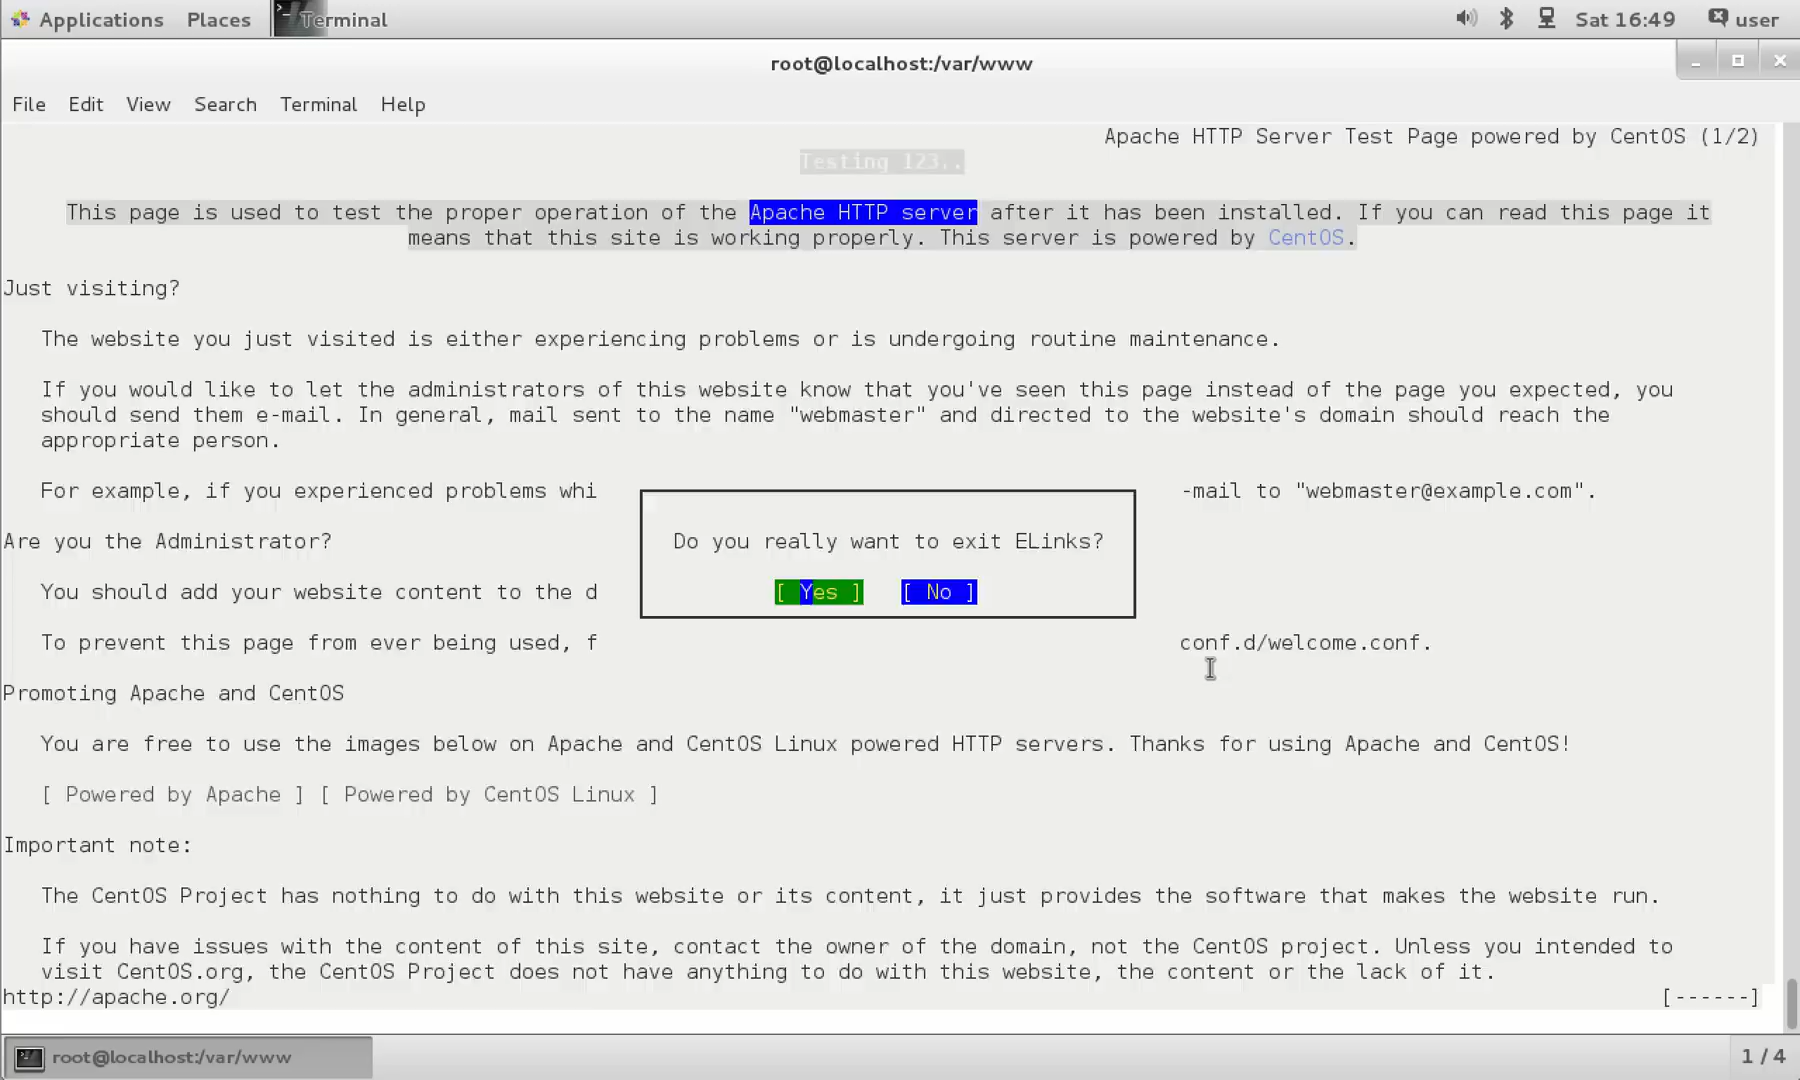 Applications Places Terminal Sat 16:49 user
root@localhost:/var/www
File Edit View Search Terminal Help
Apache HTTP Server Test Page powered by CentOS (1/2)
Testing 123..
This page is used to test the proper operation of the Apache HTTP server after it has been installed. If you can read this page it
means that this site is working properly. This server is powered by CentOS.
Just visiting?
The website you just visited is either experiencing problems or is undergoing routine maintenance.
If you would like to let the administrators of this website know that you've seen this page instead of the page you expected, you
should send them e-mail. In general, mail sent to the name "webmaster" and directed to the website's domain should reach the
appropriate person.
For example, if you experienced problems whi -mail to "webmaster@example.com".
Do you really want to exit ELinks?
[ Yes ] [ No ]
Are you the Administrator?
You should add your website content to the d
To prevent this page from ever being used, f conf.d/welcome.conf.
Promoting Apache and CentOS
You are free to use the images below on Apache and CentOS Linux powered HTTP servers. Thanks for using Apache and CentOS!
[ Powered by Apache ] [ Powered by CentOS Linux ]
Important note:
The CentOS Project has nothing to do with this website or its content, it just provides the software that makes the website run.
If you have issues with the content of this site, contact the owner of the domain, not the CentOS project. Unless you intended to
visit CentOS.org, the CentOS Project does not have anything to do with this website, the content or the lack of it.
http://apache.org/ [------]
root@localhost:/var/www 1 / 4